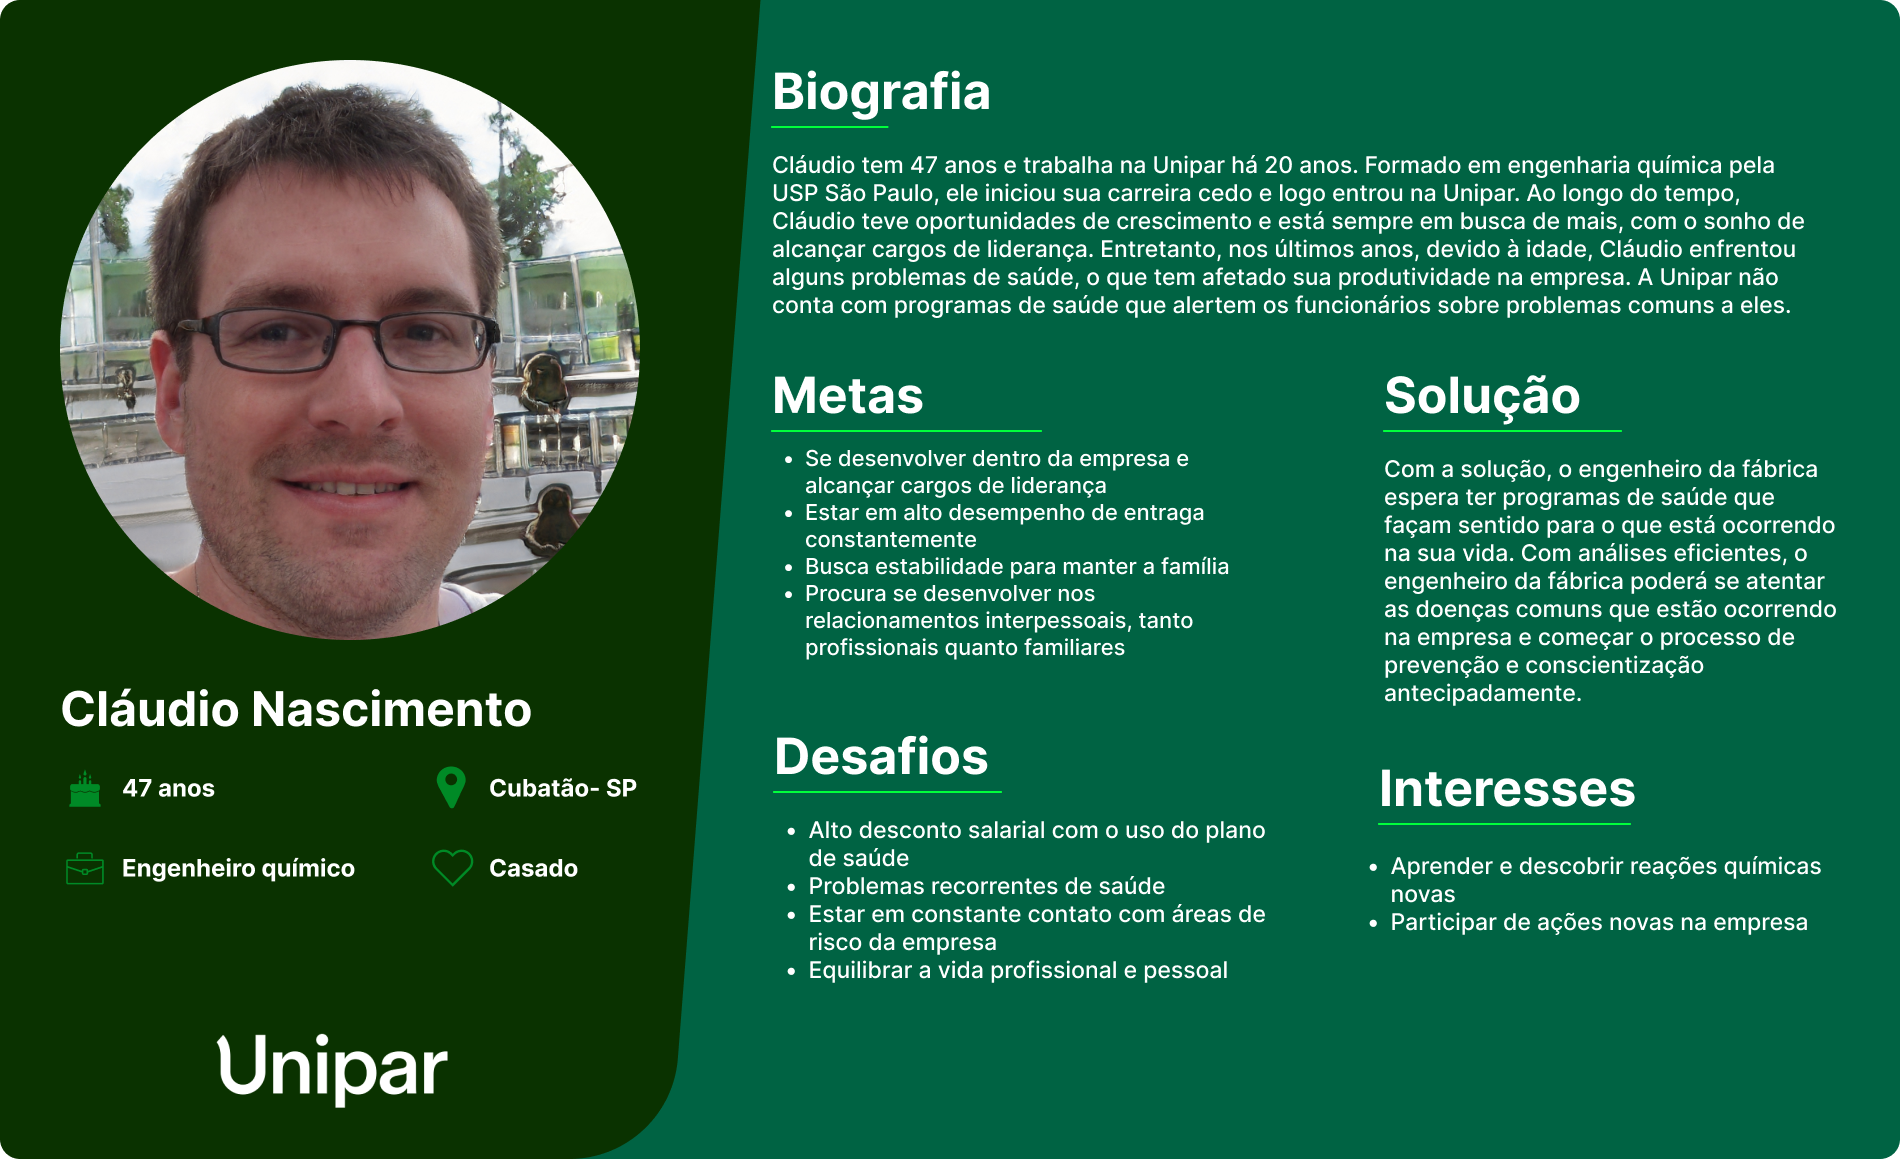 Biografia
Cláudio tem 47 anos e trabalha na Unipar há 20 anos. Formado em engenharia química pela
USP São Paulo, ele iniciou sua carreira cedo e logo entrou na Unipar. Ao longo do tempo,
Cláudio teve oportunidades de crescimento e está sempre em busca de mais, com o sonho de
alcançar cargos de liderança. Entretanto, nos últimos anos, devido à idade, Cláudio enfrentou
alguns problemas de saúde, o que tem afetado sua produtividade na empresa. A Unipar não
conta com programas de saúde que alertem os funcionários sobre problemas comuns a eles.
Metas
• Se desenvolver dentro da empresa e
alcançar cargos de liderança
• Estar em alto desempenho de entraga
constantemente
• Busca estabilidade para manter a família
• Procura se desenvolver nos
relacionamentos interpessoais, tanto
profissionais quanto familiares
Solução
Com a solução, o engenheiro da fábrica
espera ter programas de saúde que
façam sentido para o que está ocorrendo
na sua vida. Com análises eficientes, o
engenheiro da fábrica poderá se atentar
as doenças comuns que estão ocorrendo
na empresa e começar o processo de
prevenção e conscientização
antecipadamente.
Desafios
• Alto desconto salarial com o uso do plano
de saúde
• Problemas recorrentes de saúde
• Estar em constante contato com áreas de
risco da empresa
• Equilibrar a vida profissional e pessoal
Interesses
• Aprender e descobrir reações químicas
novas
• Participar de ações novas na empresa
Cláudio Nascimento
47 anos
Cubatão- SP
Engenheiro químico
Casado
Unipar